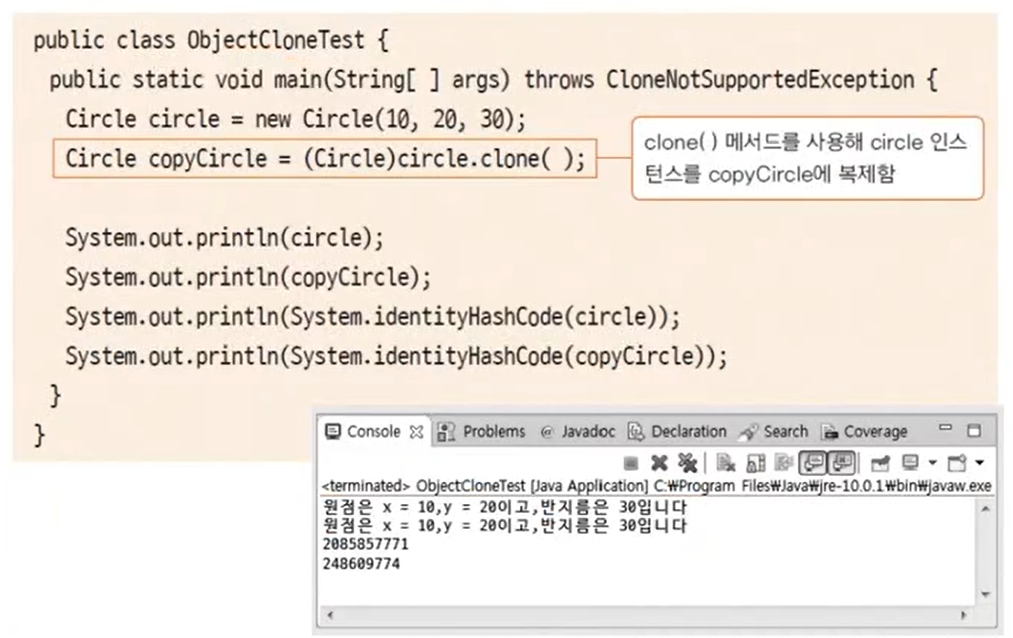 public class ObjectCloneTest {
public static void main(String[ ] args) throws CloneNotSupportedException {
Circle circle = new Circle(10, 20, 30);
Circle copyCircle = (Circle)circle.clone( );
clone( ) 메서드를 사용해 circle 인스
턴스를 copyCircle에 복제함
System.out.println(circle);
System.out.println(copyCircle);
System.out.println(System.identityHashCode(circle));
System.out.println(System.identityHashCode(copyCircle));
}
}
Console Problems @ Javadoc Declaration Search Coverage
<terminated> ObjectCloneTest [Java Application] C:₩Program Files₩Java₩jre-10.0.1₩bin₩javaw.exe
원점은 x = 10,y = 20이고,반지름은 30입니다
원점은 x = 10,y = 20이고,반지름은 30입니다
2085857771
248609774